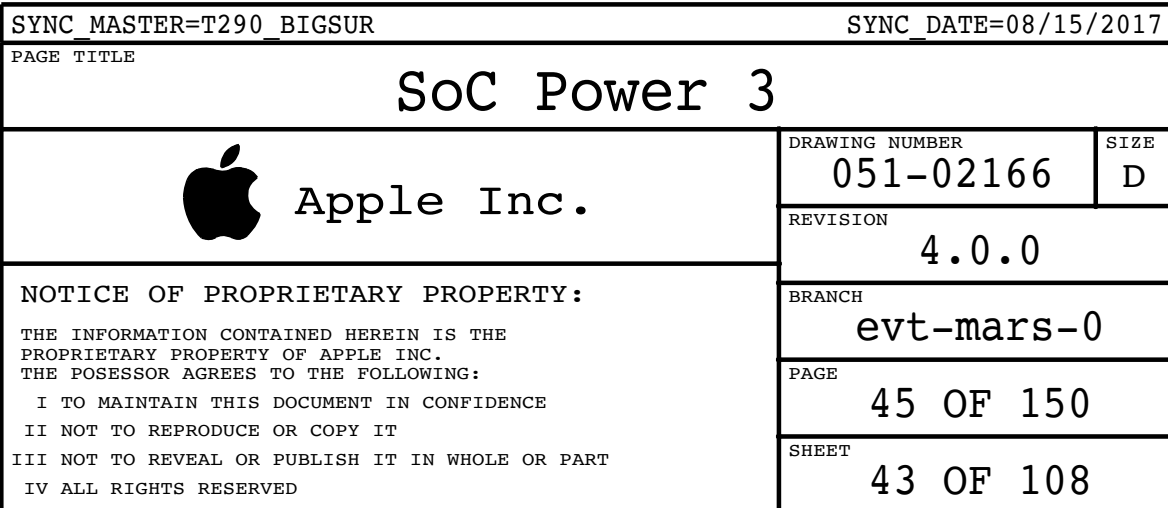 SYNC_MASTER=T290_BIGSUR SYNC_DATE=08/15/2017
PAGE TITLE
SoC Power 3
Apple Inc.
DRAWING NUMBER
051-02166
SIZE
D
REVISION
4.0.0
BRANCH
evt-mars-0
NOTICE OF PROPRIETARY PROPERTY:
THE INFORMATION CONTAINED HEREIN IS THE
PROPRIETARY PROPERTY OF APPLE INC.
THE POSESSOR AGREES TO THE FOLLOWING:
I TO MAINTAIN THIS DOCUMENT IN CONFIDENCE
II NOT TO REPRODUCE OR COPY IT
III NOT TO REVEAL OR PUBLISH IT IN WHOLE OR PART
IV ALL RIGHTS RESERVED
PAGE
45 OF 150
SHEET
43 OF 108